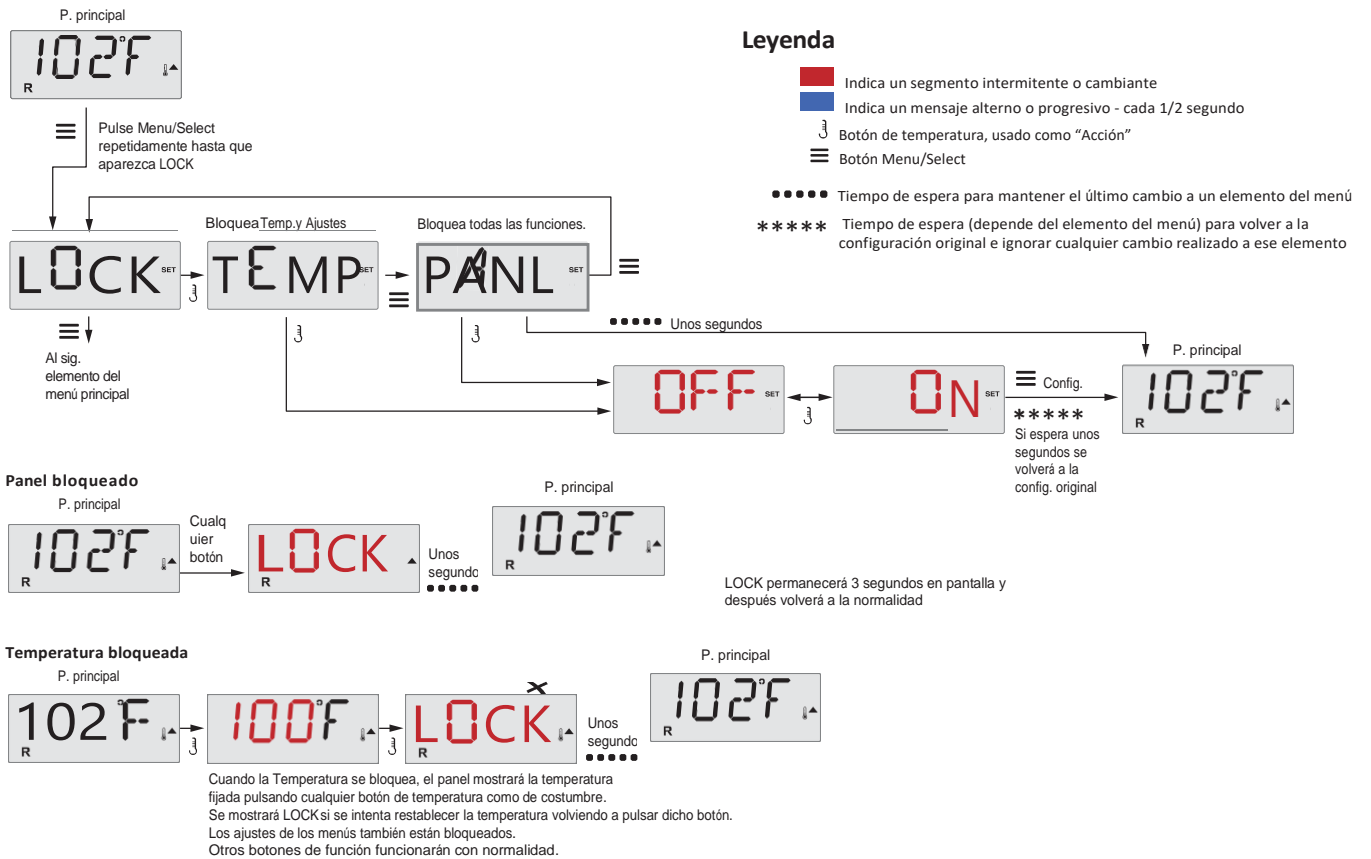 P. principal
102°F
R
Pulse Menu/Select
repetidamente hasta que
aparezca LOCK
Leyenda
Indica un segmento intermitente o cambiante
Indica un mensaje alterno o progresivo - cada 1/2 segundo
Botón de temperatura, usado como “Acción”
Botón Menu/Select
Tiempo de espera para mantener el último cambio a un elemento del menú
***** Tiempo de espera (depende del elemento del menú) para volver a la
configuración original e ignorar cualquier cambio realizado a ese elemento
Bloquea Temp.y Ajustes
Bloquea todas las funciones.
LOCK SET
TEMP SET
PANL SET
Al sig.
elemento del
menú principal
Unos segundos
OFF SET
ON SET
Config.
*****
Si espera unos
segundos se
volverá a la
config. original
P. principal
102°F
R
Panel bloqueado
P. principal
102°F
R
Cualq
uier
botón
LOCK
R
Unos
segundo
P. principal
102°F
R
LOCK permanecerá 3 segundos en pantalla y
después volverá a la normalidad
Temperatura bloqueada
P. principal
102°F
R
100°F
LOCK
R
Unos
segundo
P. principal
102°F
R
Cuando la Temperatura se bloquea, el panel mostrará la temperatura
fijada pulsando cualquier botón de temperatura como de costumbre.
Se mostrará LOCK si se intenta restablecer la temperatura volviendo a pulsar dicho botón.
Los ajustes de los menús también están bloqueados.
Otros botones de función funcionarán con normalidad.